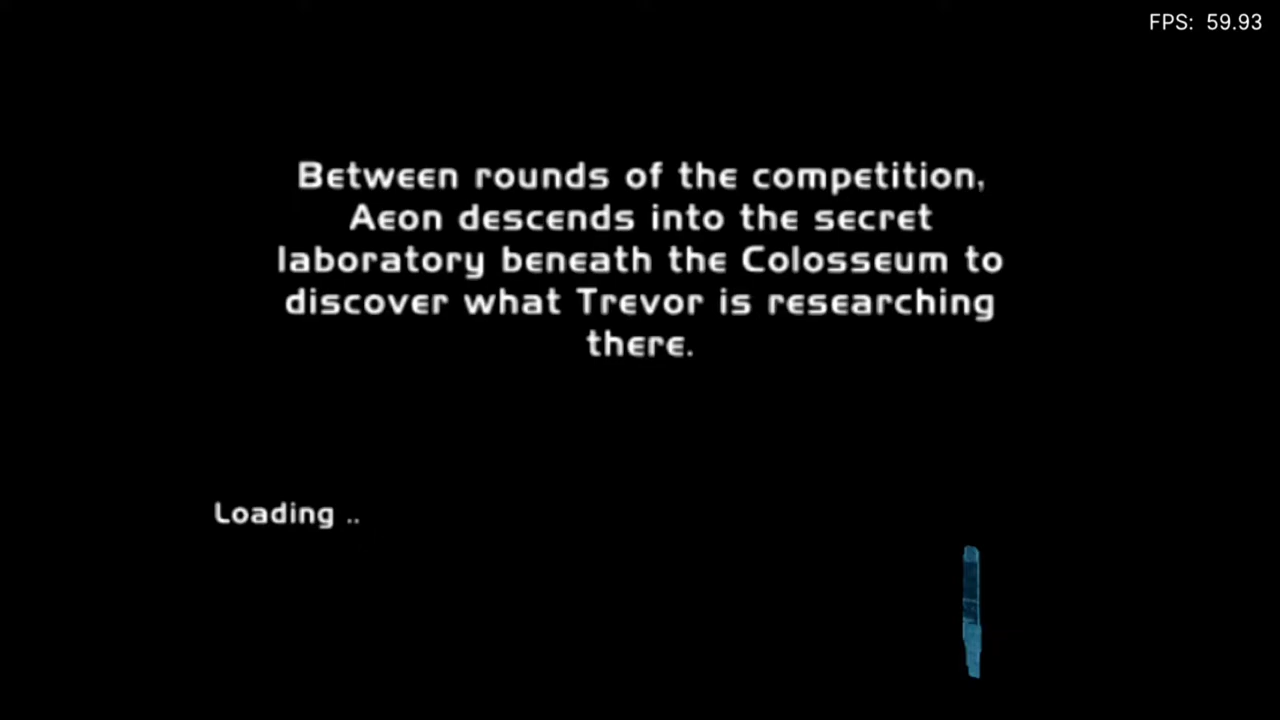 FPS: 59.93
Between rounds of the competition,
Aeon descends into the secret
laboratory beneath the Colosseum to
discover what Trevor is researching
there.
Loading ..